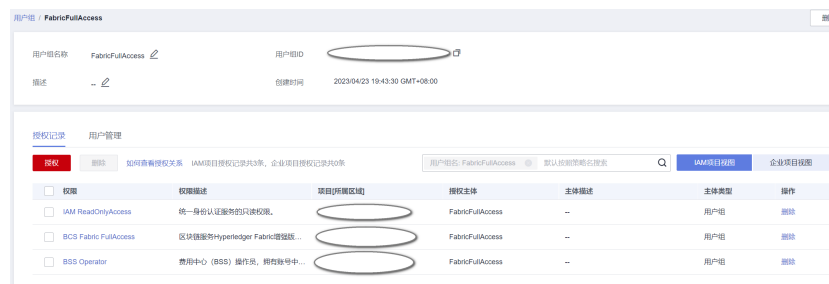 用户组 / FabricFullAccess
用户组名称 FabricFullAccess 用户组ID
描述 -- 创建时间 2023/04/23 19:43:30 GMT+08:00
授权记录 用户管理
授权 删除 如何查看授权关系 IAM项目授权记录共3条，企业项目授权记录共0条 用户组名: FabricFullAccess 默认按照策略名搜索 IAM项目视图 企业项目视图
权限 权限描述 项目[所属区域] 授权主体 主体描述 主体类型 操作
IAM ReadOnlyAccess 统一身份认证服务的只读权限。 FabricFullAccess -- 用户组 删除
BCS Fabric FullAccess 区块链服务Hyperledger Fabric增强版... FabricFullAccess -- 用户组 删除
BSS Operator 费用中心（BSS）操作员，拥有账号中... FabricFullAccess -- 用户组 删除